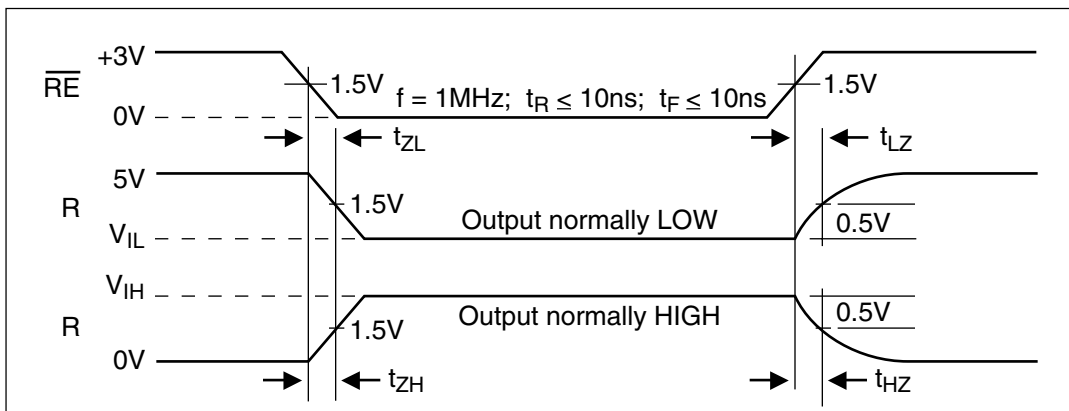 +3V
R̅E̅
1.5V
f = 1MHz; tR ≤ 10ns; tF ≤ 10ns
1.5V
0V
tZL
tLZ
5V
R
1.5V
Output normally LOW
0.5V
VIL
VIH
R
1.5V
Output normally HIGH
0.5V
0V
tZH
tHZ